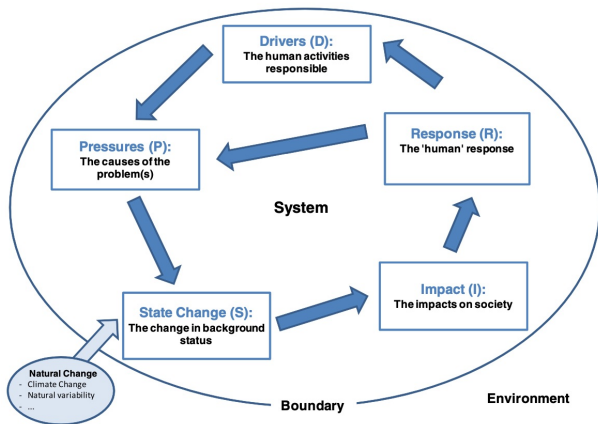 Drivers (D):
The human activities
responsible
Pressures (P):
The causes of the
problem(s)
Response (R):
The 'human' response
System
State Change (S):
The change in background
status
Impact (I):
The impacts on society
Natural Change
- Climate Change
- Natural variability
- ...
Boundary
Environment